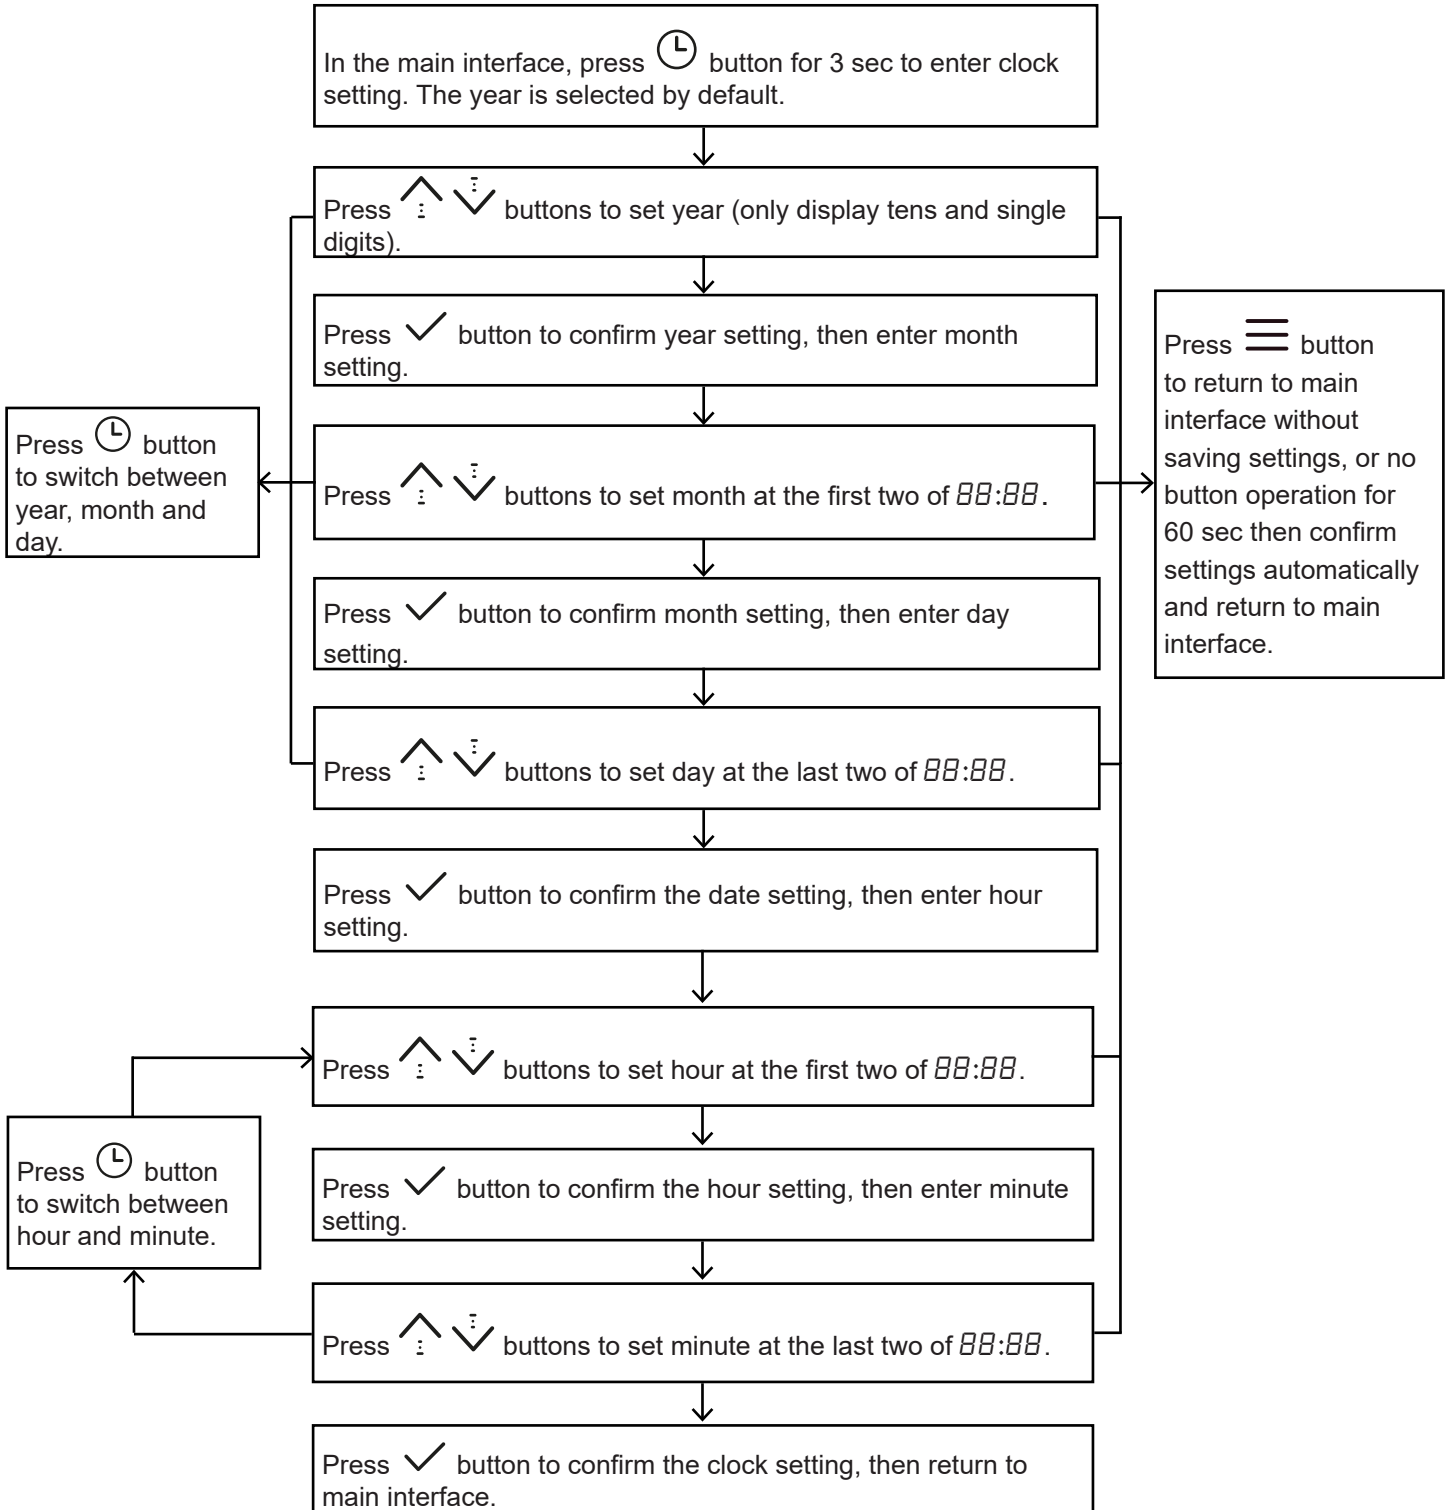 In the main interface, press button for 3 sec to enter clock
setting. The year is selected by default.
Press buttons to set year (only display tens and single
digits).
Press button to confirm year setting, then enter month
setting.
Press button
to switch between
year, month and
day.
Press buttons to set month at the first two of 88:88.
Press button
to return to main
interface without
saving settings, or no
button operation for
60 sec then confirm
settings automatically
and return to main
interface.
Press button to confirm month setting, then enter day
setting.
Press buttons to set day at the last two of 88:88.
Press button to confirm the date setting, then enter hour
setting.
Press buttons to set hour at the first two of 88:88.
Press button
to switch between
hour and minute.
Press button to confirm the hour setting, then enter minute
setting.
Press buttons to set minute at the last two of 88:88.
Press button to confirm the clock setting, then return to
main interface.